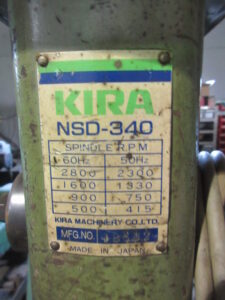 KIRA
NSD-340
SPINDLE R.P.M
60Hz 50Hz
2800 2300
1600 1330
900 750
500 415
KIRA MACHINERY CO.LTD.
MFG.NO.
MADE IN JAPAN